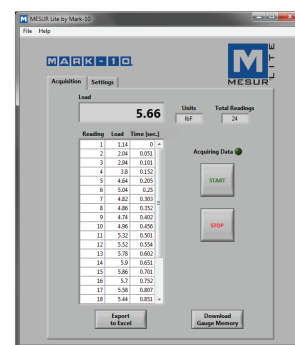 MESUR Lite by Mark-10
File Help
MARK-10
M
MESUR
LITE
Acquisition Settings
Load
5.66
Units
lbF
Total Readings
24
Reading Load Time [sec.]
1 1.14 0
2 2.04 0.051
3 2.94 0.101
4 3.8 0.152
5 4.64 0.205
6 5.04 0.25
7 4.82 0.303
8 4.86 0.352
9 4.74 0.402
10 4.96 0.456
11 5.32 0.501
12 5.52 0.554
13 5.78 0.602
14 5.9 0.651
15 5.86 0.701
16 5.7 0.752
17 5.58 0.807
18 5.44 0.851
Acquiring Data
START
STOP
Export
to Excel
Download
Gauge Memory